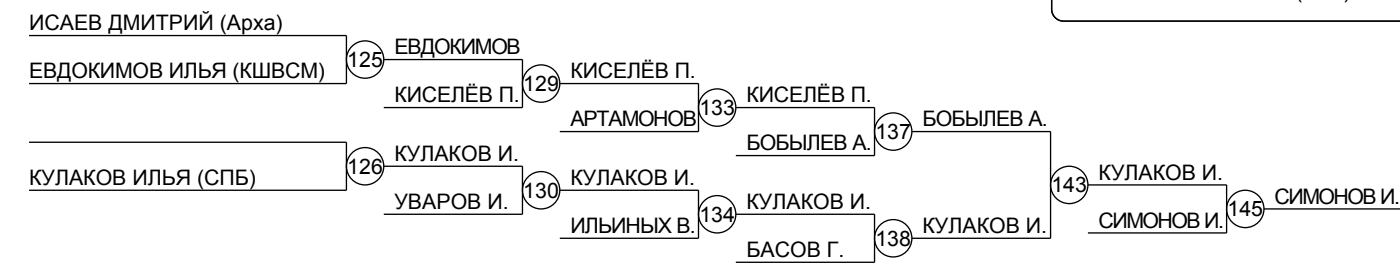 ИСАЕВ ДМИТРИЙ (Арха)
125
ЕВДОКИМОВ
ЕВДОКИМОВ ИЛЬЯ (КШВСМ)
129
КИСЕЛЁВ П.
КИСЕЛЁВ П.
133
КИСЕЛЁВ П.
АРТАМОНОВ
137
БОБЫЛЕВ А.
БОБЫЛЕВ А.
126
КУЛАКОВ И.
КУЛАКОВ ИЛЬЯ (СПБ)
130
КУЛАКОВ И.
143
КУЛАКОВ И.
УВАРОВ И.
134
КУЛАКОВ И.
145
СИМОНОВ И.
ИЛЬИНЫХ В.
СИМОНОВ И.
138
КУЛАКОВ И.
БАСОВ Г.